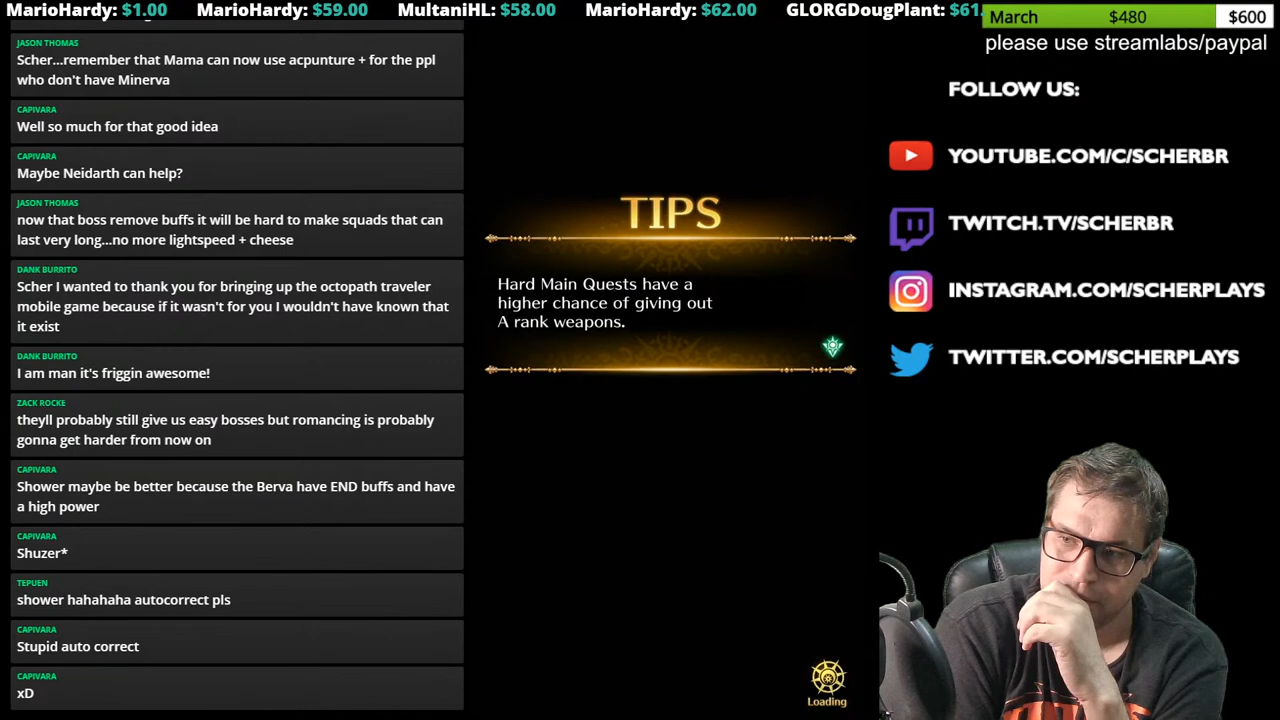 MarioHardy: $1.00 MarioHardy: $59.00 MultaniHL: $58.00 MarioHardy: $62.00 GLORGDougPlant: $61.
March $480 $600
please use streamlabs/paypal
JASON THOMAS
Scher...remember that Mama can now use acpunture + for the ppl
who don't have Minerva
CAPIVARA
Well so much for that good idea
CAPIVARA
Maybe Neidarth can help?
JASON THOMAS
now that boss remove buffs it will be hard to make squads that can
last very long...no more lightspeed + cheese
DANK BURRITO
Scher I wanted to thank you for bringing up the octopath traveler
mobile game because if it wasn't for you I wouldn't have known that
it exist
DANK BURRITO
I am man it's friggin awesome!
ZACK ROCKE
theyll probably still give us easy bosses but romancing is probably
gonna get harder from now on
CAPIVARA
Shower maybe be better because the Berva have END buffs and have
a high power
CAPIVARA
Shuzer*
TEPUEN
shower hahahaha autocorrect pls
CAPIVARA
Stupid auto correct
CAPIVARA
xD
TIPS
Hard Main Quests have a
higher chance of giving out
A rank weapons.
Loading
FOLLOW US:
YOUTUBE.COM/C/SCHERBR
TWITCH.TV/SCHERBR
INSTAGRAM.COM/SCHERPLAYS
TWITTER.COM/SCHERPLAYS